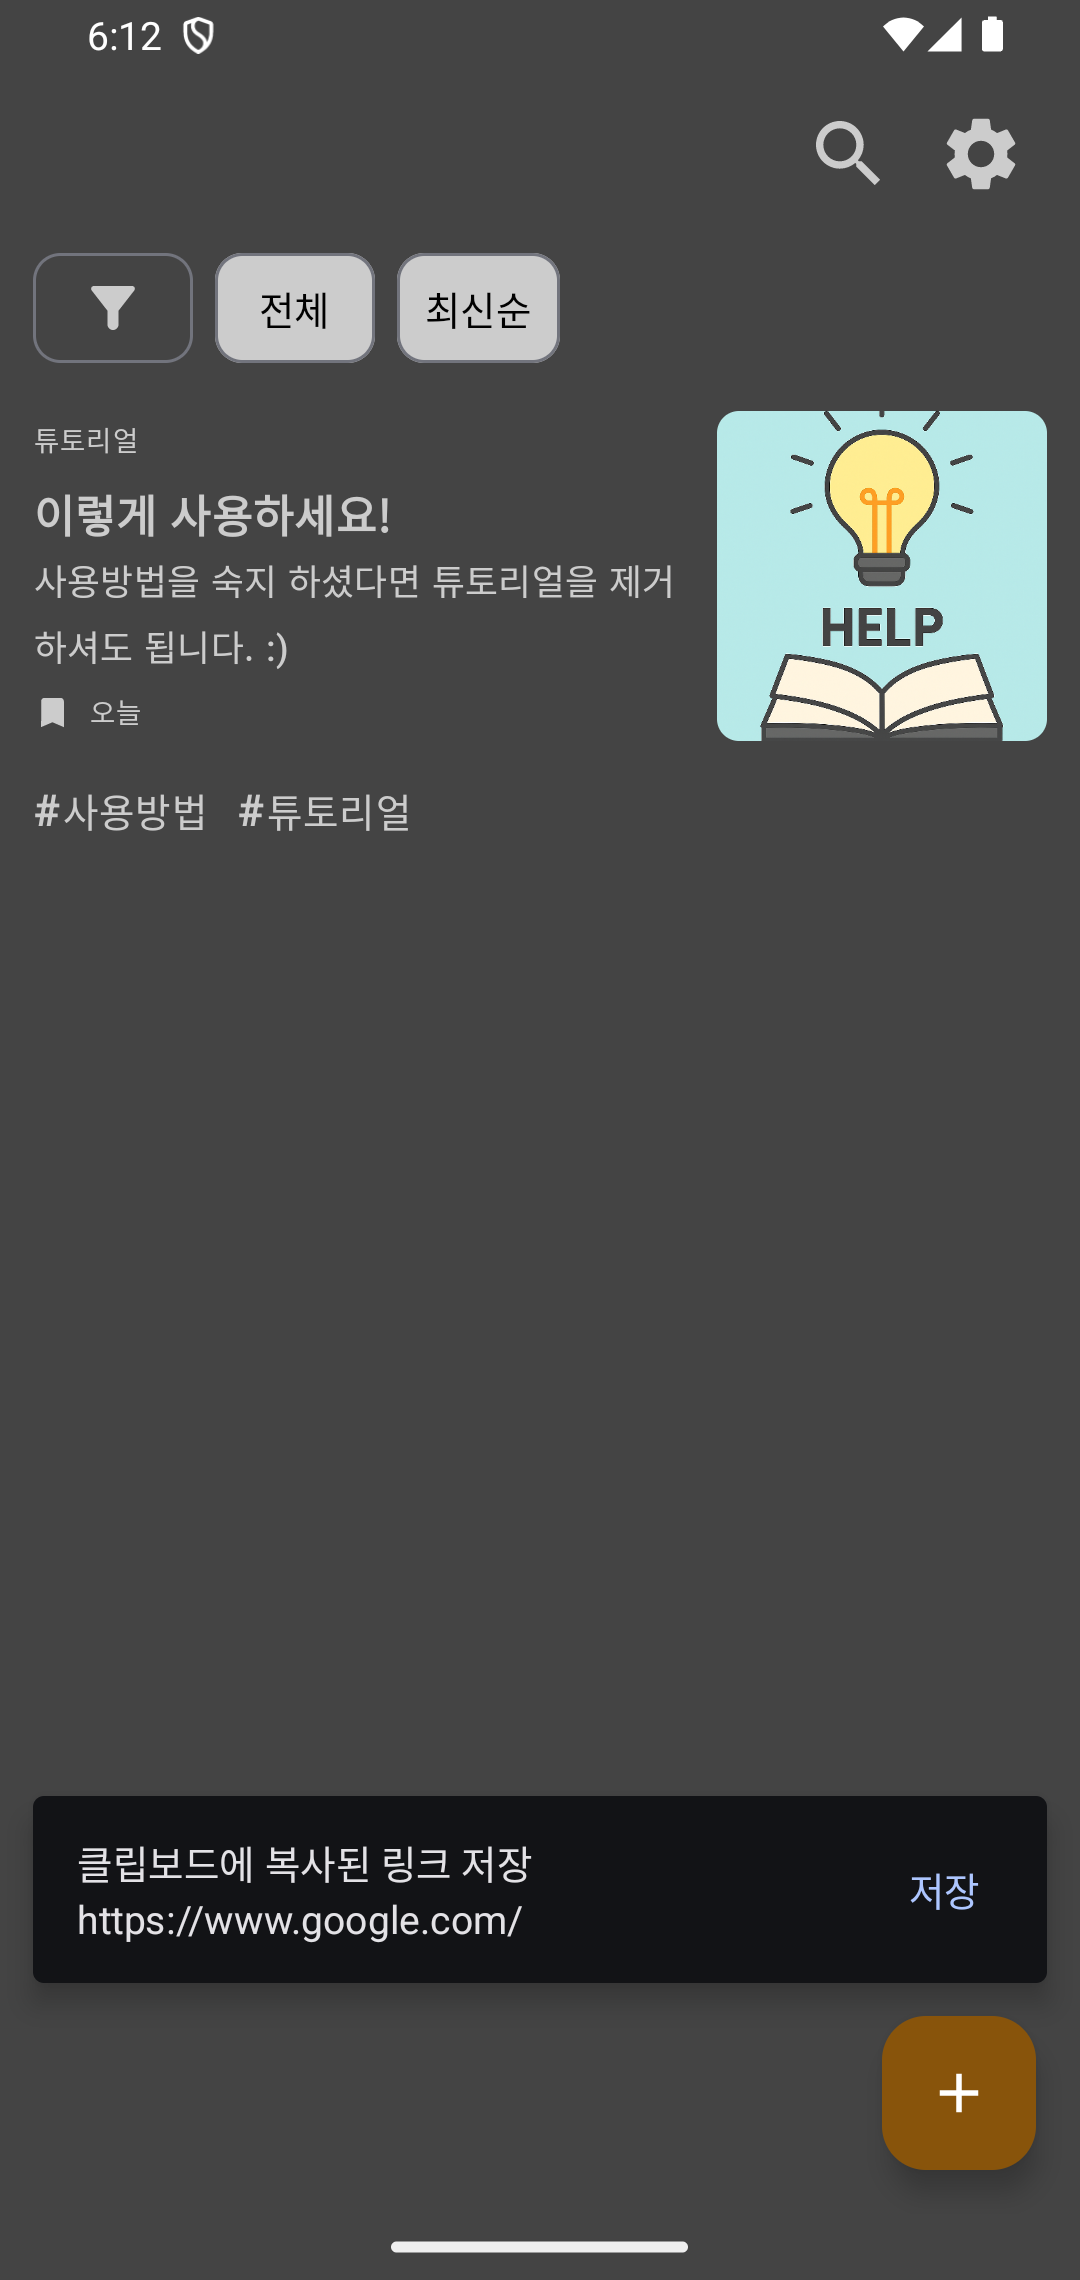 6:12
전체
최신순
튜토리얼
이렇게 사용하세요!
사용방법을 숙지 하셨다면 튜토리얼을 제거
하셔도 됩니다. :)
오늘
#사용방법 #튜토리얼
HELP
클립보드에 복사된 링크 저장
https://www.google.com/
저장